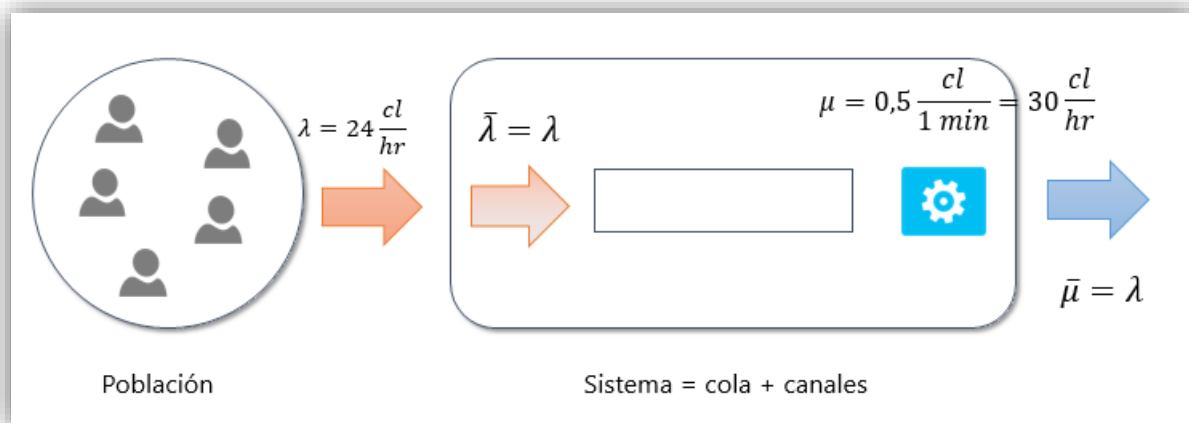 λ = 24 cl/hr
λ̄ = λ
μ = 0,5 cl/1 min = 30 cl/hr
μ̄ = λ
Población
Sistema = cola + canales